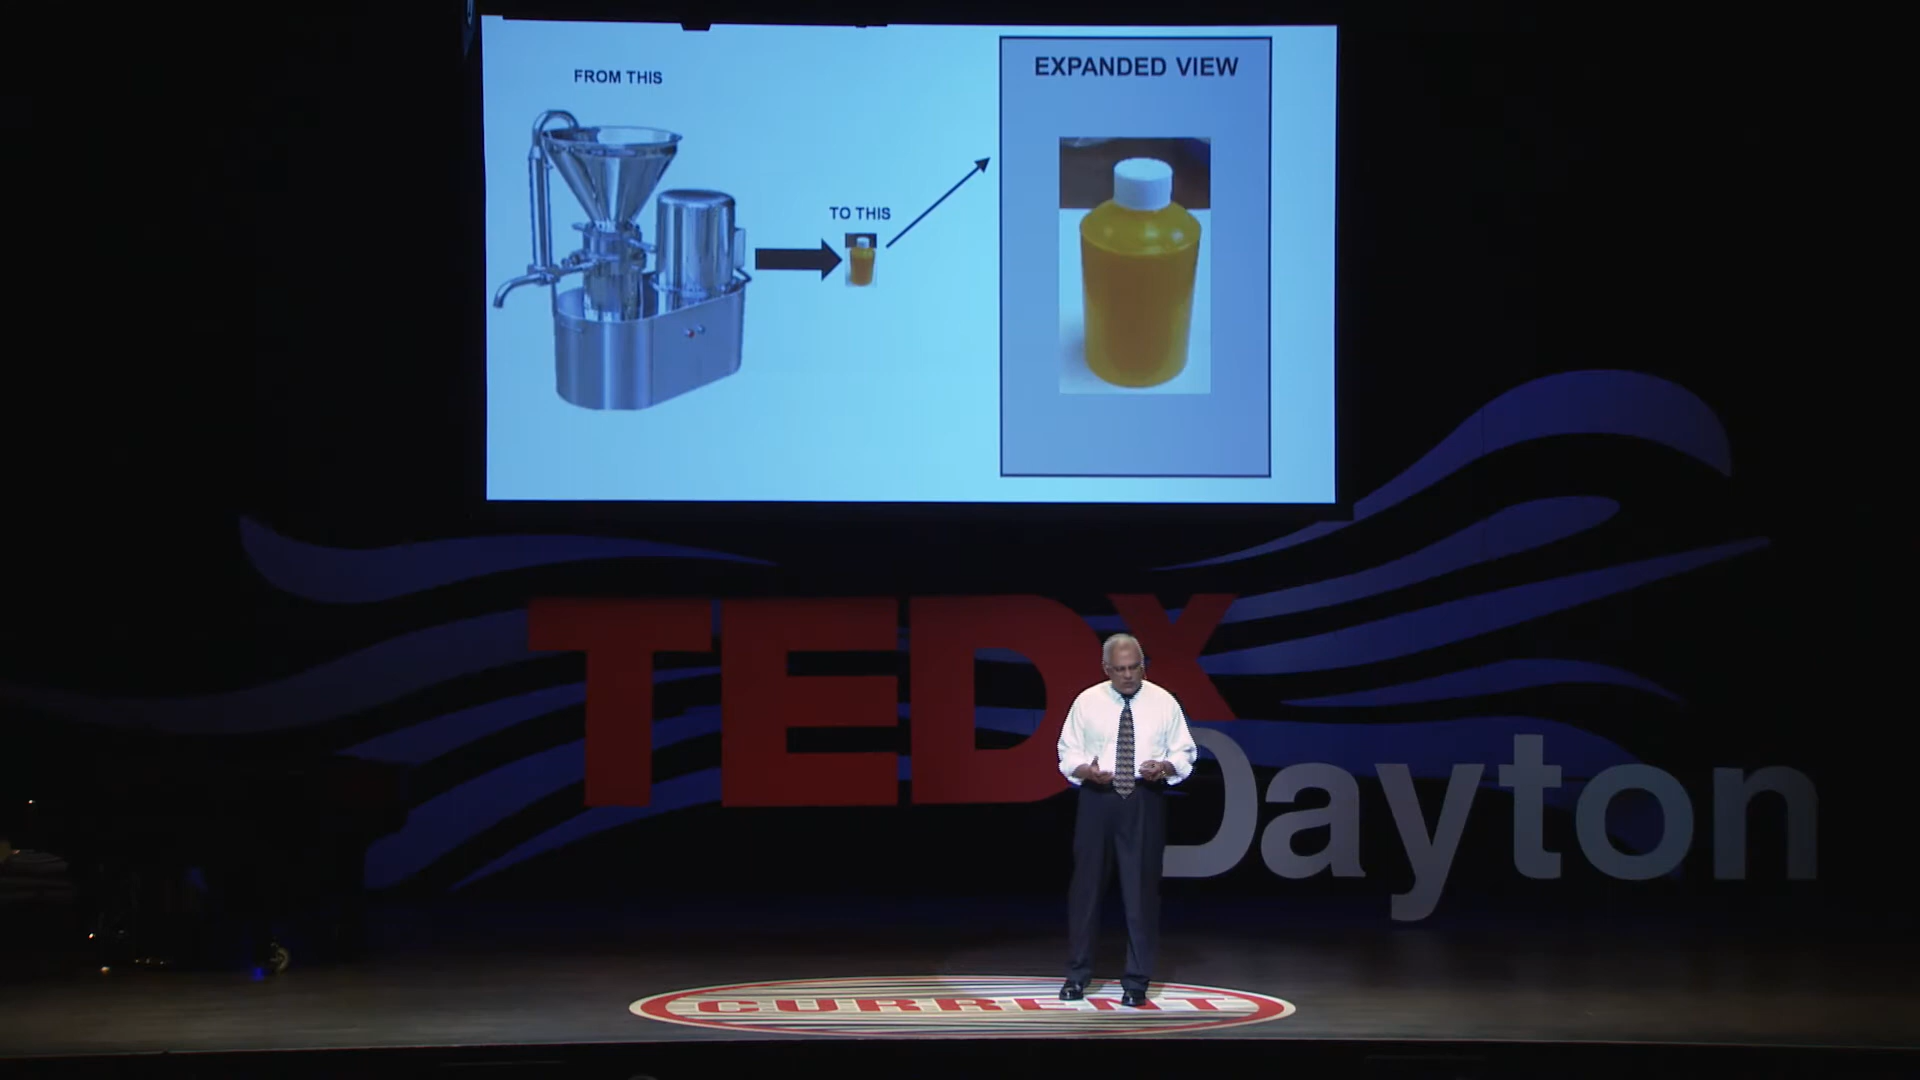 FROM THIS
EXPANDED VIEW
TO THIS
TEDx
Dayton
CURRENT